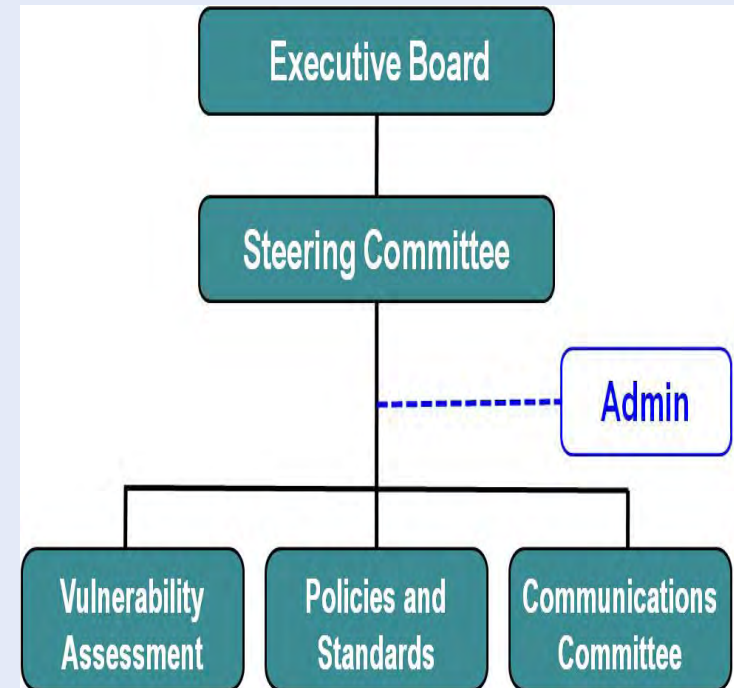 Executive Board
Steering Committee
Admin
Vulnerability
Assessment
Policies and
Standards
Communications
Committee